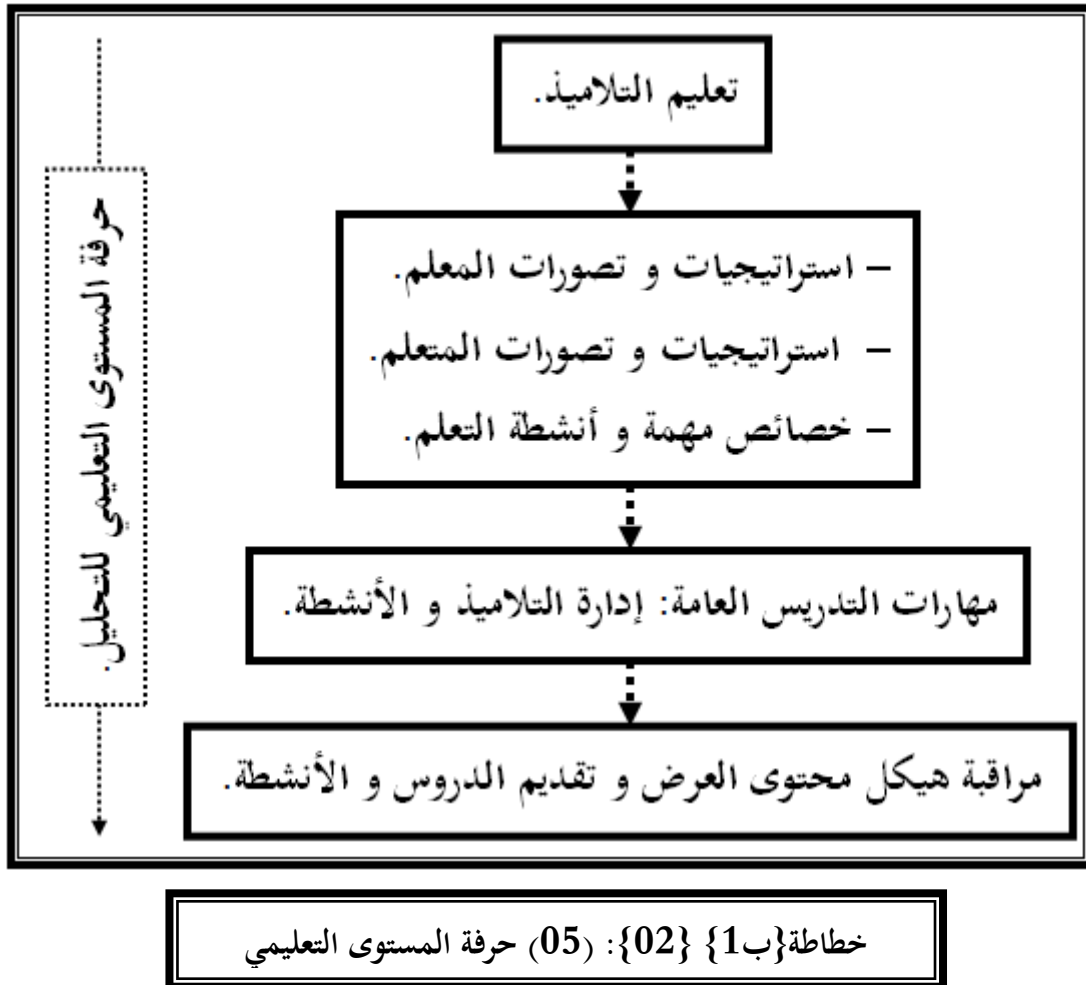 تعليم التلاميذ.
– استراتيجيات و تصورات المعلم.
– استراتيجيات و تصورات المتعلم.
– خصائص مهمة و أنشطة التعلم.
مهارات التدريس العامة: إدارة التلاميذ و الأنشطة.
مراقبة هيكل محتوى العرض و تقديم الدروس و الأنشطة.
حرفة المستوى التعليمي للتحليل.
خطاطة{ب1} {02}: (05) حرفة المستوى التعليمي